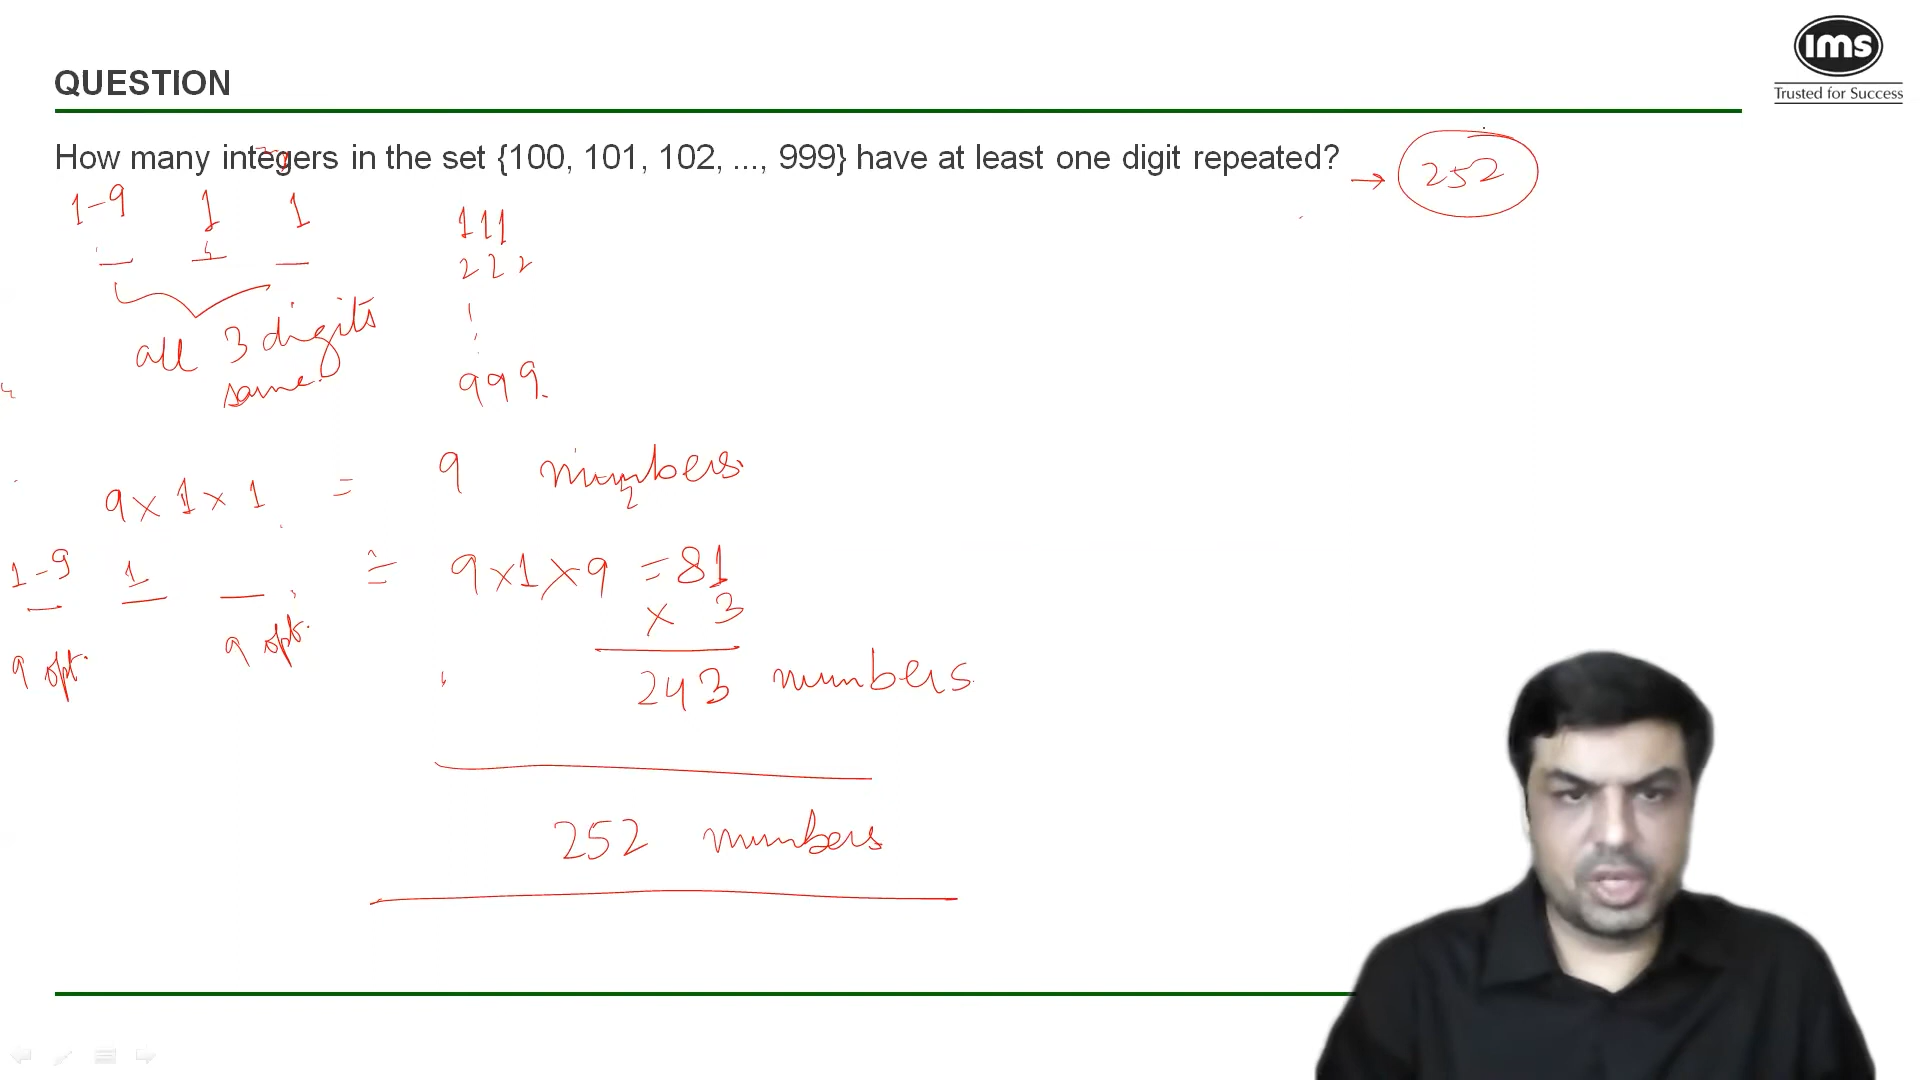 ims
Trusted for Success
QUESTION
How many integers in the set {100, 101, 102, ..., 999} have at least one digit repeated? → 252
1-9 1 1
111
222
all 3 digits
same.
999.
9 x 1 x 1 = 9 numbers.
1-9 1 = 9 x 1 x 9 = 81
x 3
9 opt. 9 opt.
243 numbers
252 numbers